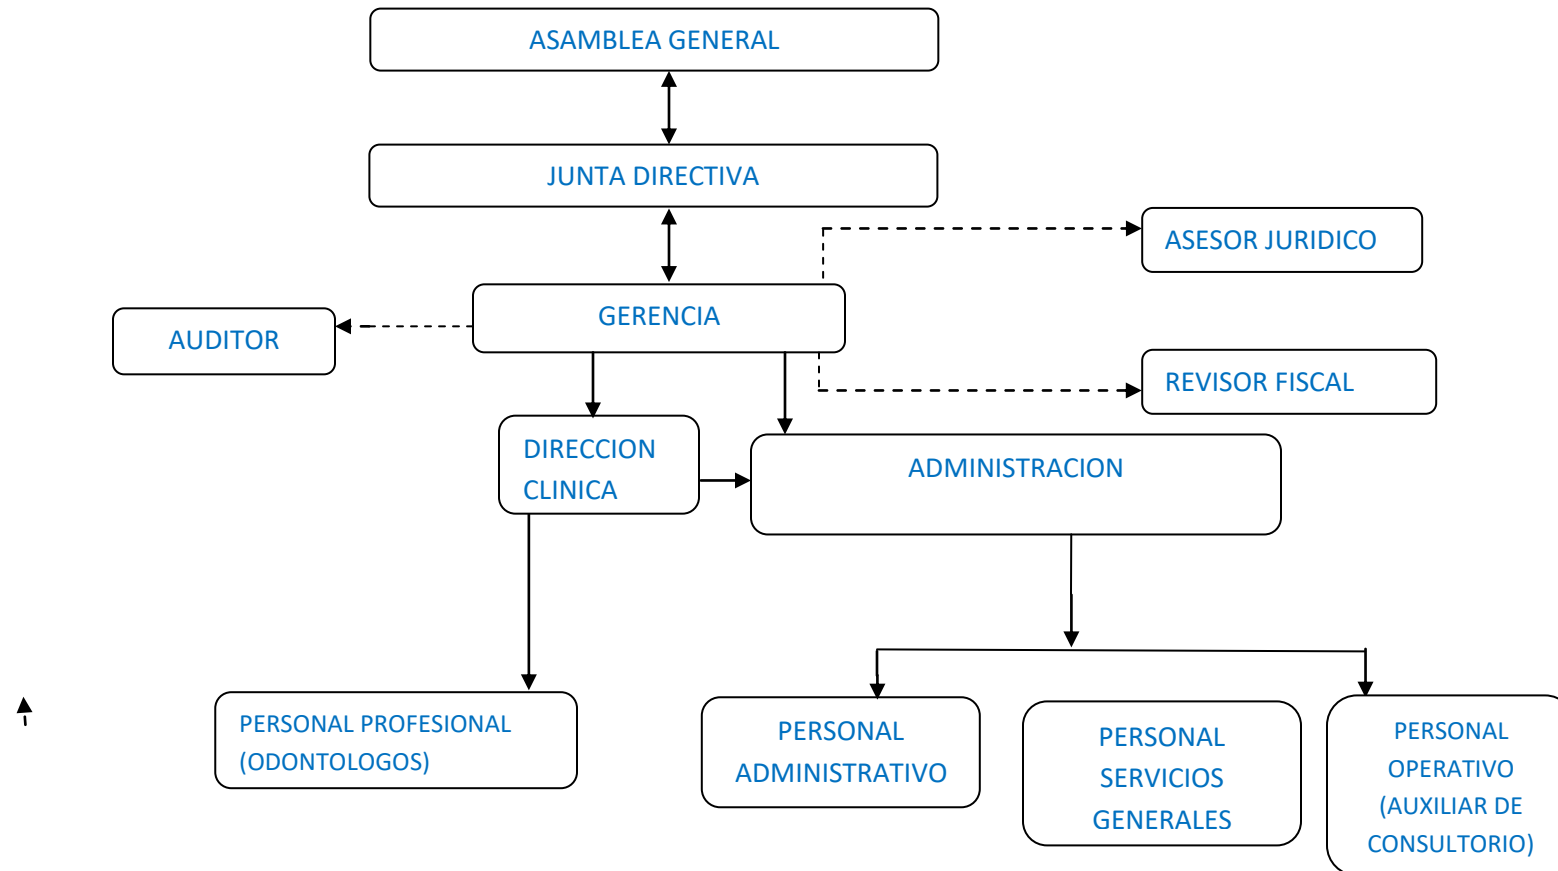 ASAMBLEA GENERAL
JUNTA DIRECTIVA
ASESOR JURIDICO
GERENCIA
AUDITOR
REVISOR FISCAL
DIRECCION
CLINICA
ADMINISTRACION
PERSONAL PROFESIONAL
(ODONTOLOGOS)
PERSONAL
ADMINISTRATIVO
PERSONAL
SERVICIOS
GENERALES
PERSONAL
OPERATIVO
(AUXILIAR DE
CONSULTORIO)